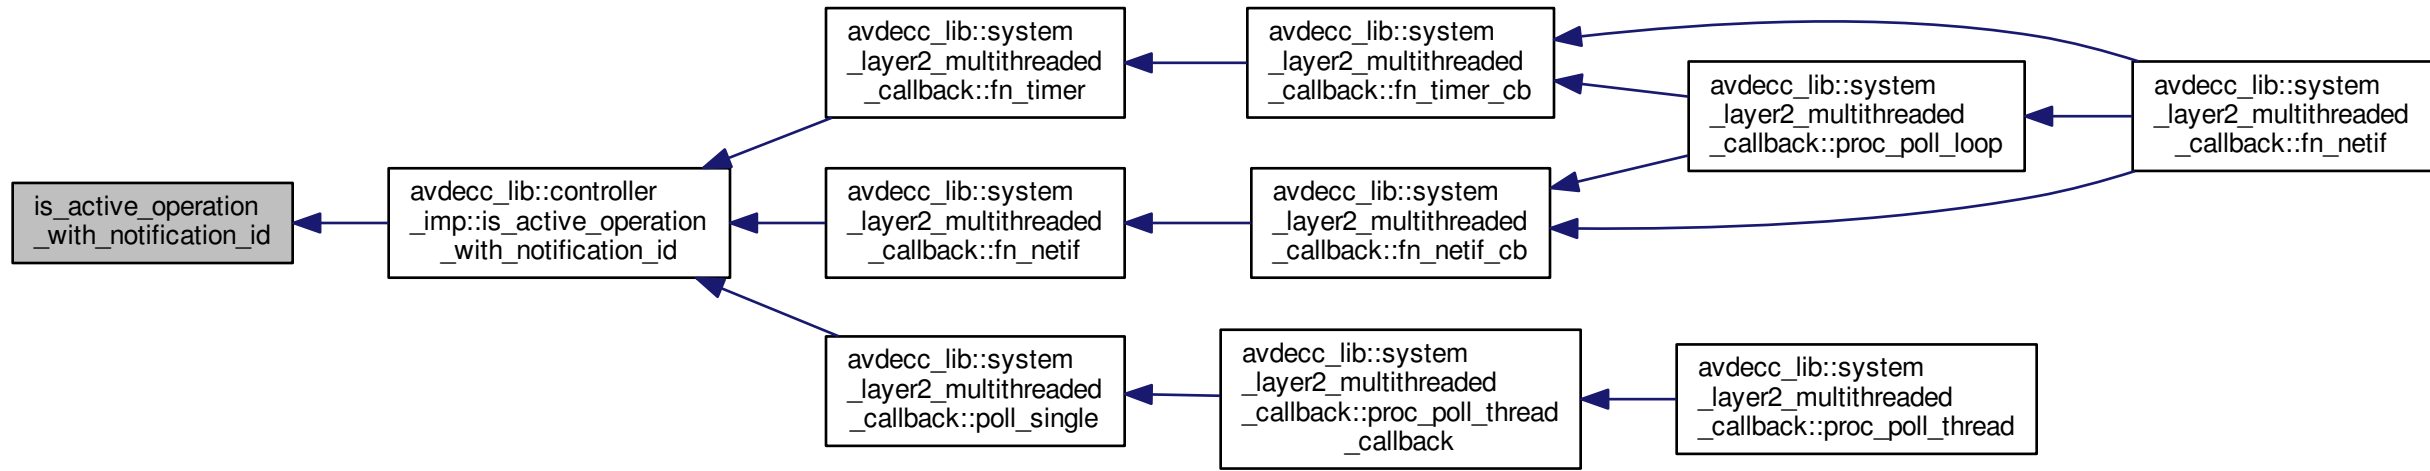 is_active_operation
_with_notification_id
avdecc_lib::controller
_imp::is_active_operation
_with_notification_id
avdecc_lib::system
_layer2_multithreaded
_callback::fn_timer
avdecc_lib::system
_layer2_multithreaded
_callback::fn_netif
avdecc_lib::system
_layer2_multithreaded
_callback::poll_single
avdecc_lib::system
_layer2_multithreaded
_callback::fn_timer_cb
avdecc_lib::system
_layer2_multithreaded
_callback::fn_netif_cb
avdecc_lib::system
_layer2_multithreaded
_callback::proc_poll_thread
_callback
avdecc_lib::system
_layer2_multithreaded
_callback::proc_poll_loop
avdecc_lib::system
_layer2_multithreaded
_callback::proc_poll_thread
avdecc_lib::system
_layer2_multithreaded
_callback::fn_netif